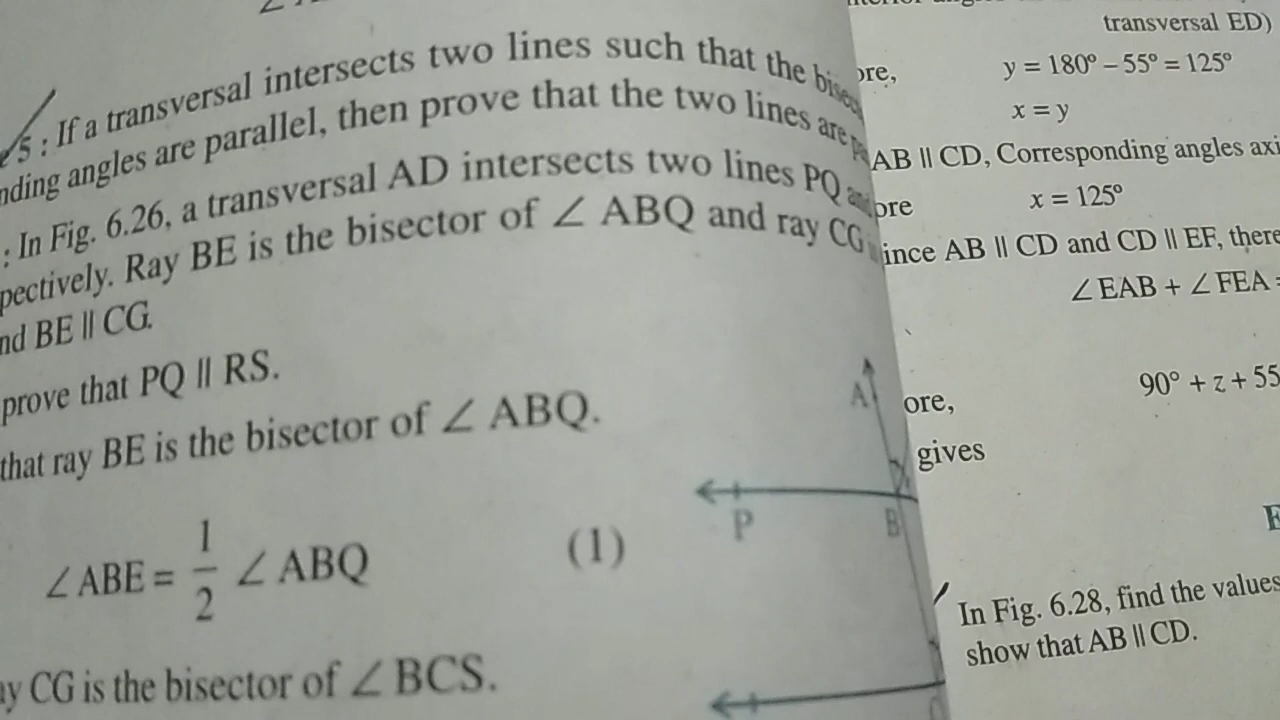 5 : If a transversal intersects two lines such that the
nding angles are parallel, then prove that the two lines are
: In Fig. 6.26, a transversal AD intersects two lines PQ
pectively. Ray BE is the bisector of ∠ ABQ and ray CG
nd BE || CG.
prove that PQ || RS.
that ray BE is the bisector of ∠ ABQ.
∠ ABE = 1/2 ∠ ABQ (1)
ay CG is the bisector of ∠ BCS.
A
P
B
transversal ED)
ore,
y = 180° – 55° = 125°
x = y
AB || CD, Corresponding angles axi
ore
x = 125°
ince AB || CD and CD || EF, there
∠ EAB + ∠ FEA =
90° + z + 55
ore,
gives
In Fig. 6.28, find the values
show that AB || CD.